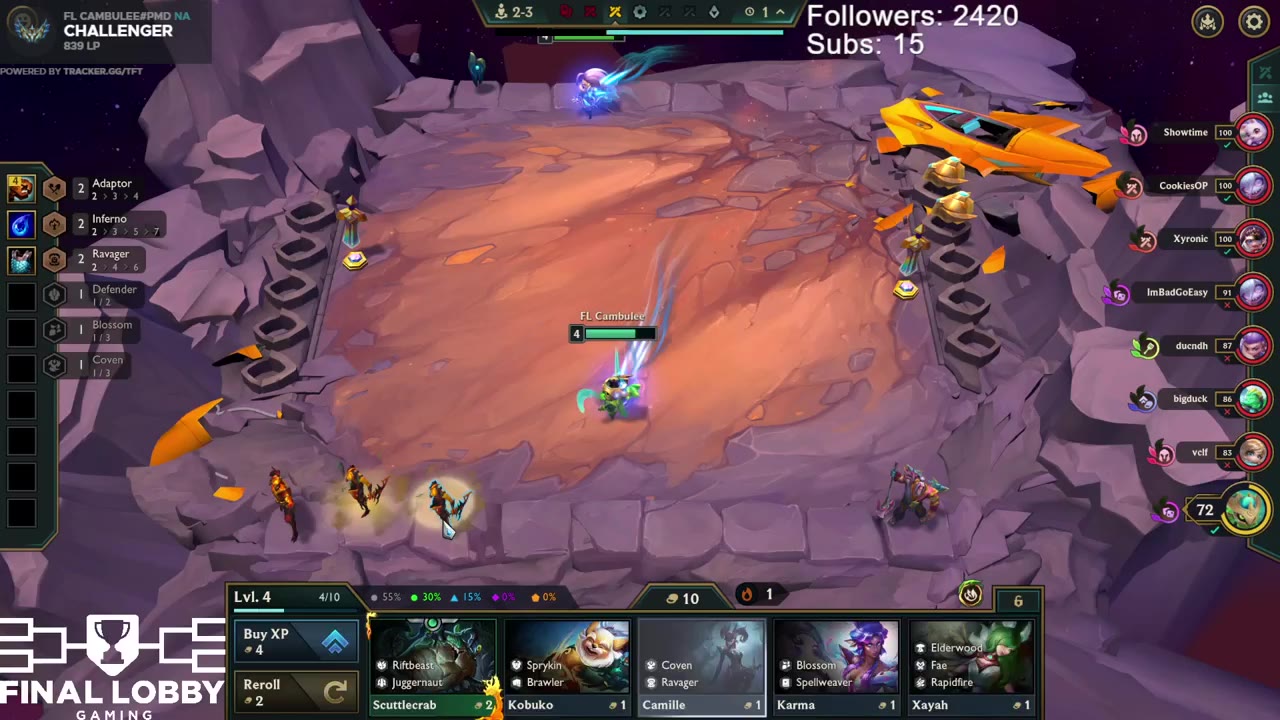 FL CAMBULEE#PMD NA
CHALLENGER
839 LP
POWERED BY TRACKER.GG/TFT
2-3
1
Followers: 2420
Subs: 15
4
2 Adaptor
2 > 3 > 4
2 Inferno
2 > 3 > 5 > 7
2 Ravager
2 > 4 > 6
1 Defender
1 / 2
1 Blossom
1 / 3
1 Coven
1 / 3
Showtime 100
CookiesOP 100
Xyronic 100
ImBadGoEasy 91
ducndh 87
bigduck 86
vclf 83
72
FL Cambulee
4
Lvl. 4 4/10
55% 30% 15% 0% 0%
10
1
6
Buy XP
4
Reroll
2
Riftbeast
Juggernaut
Scuttlecrab 2
Sprykin
Brawler
Kobuko 1
Coven
Ravager
Camille 1
Blossom
Spellweaver
Karma 1
Elderwood
Fae
Rapidfire
Xayah 1
FINAL LOBBY
GAMING